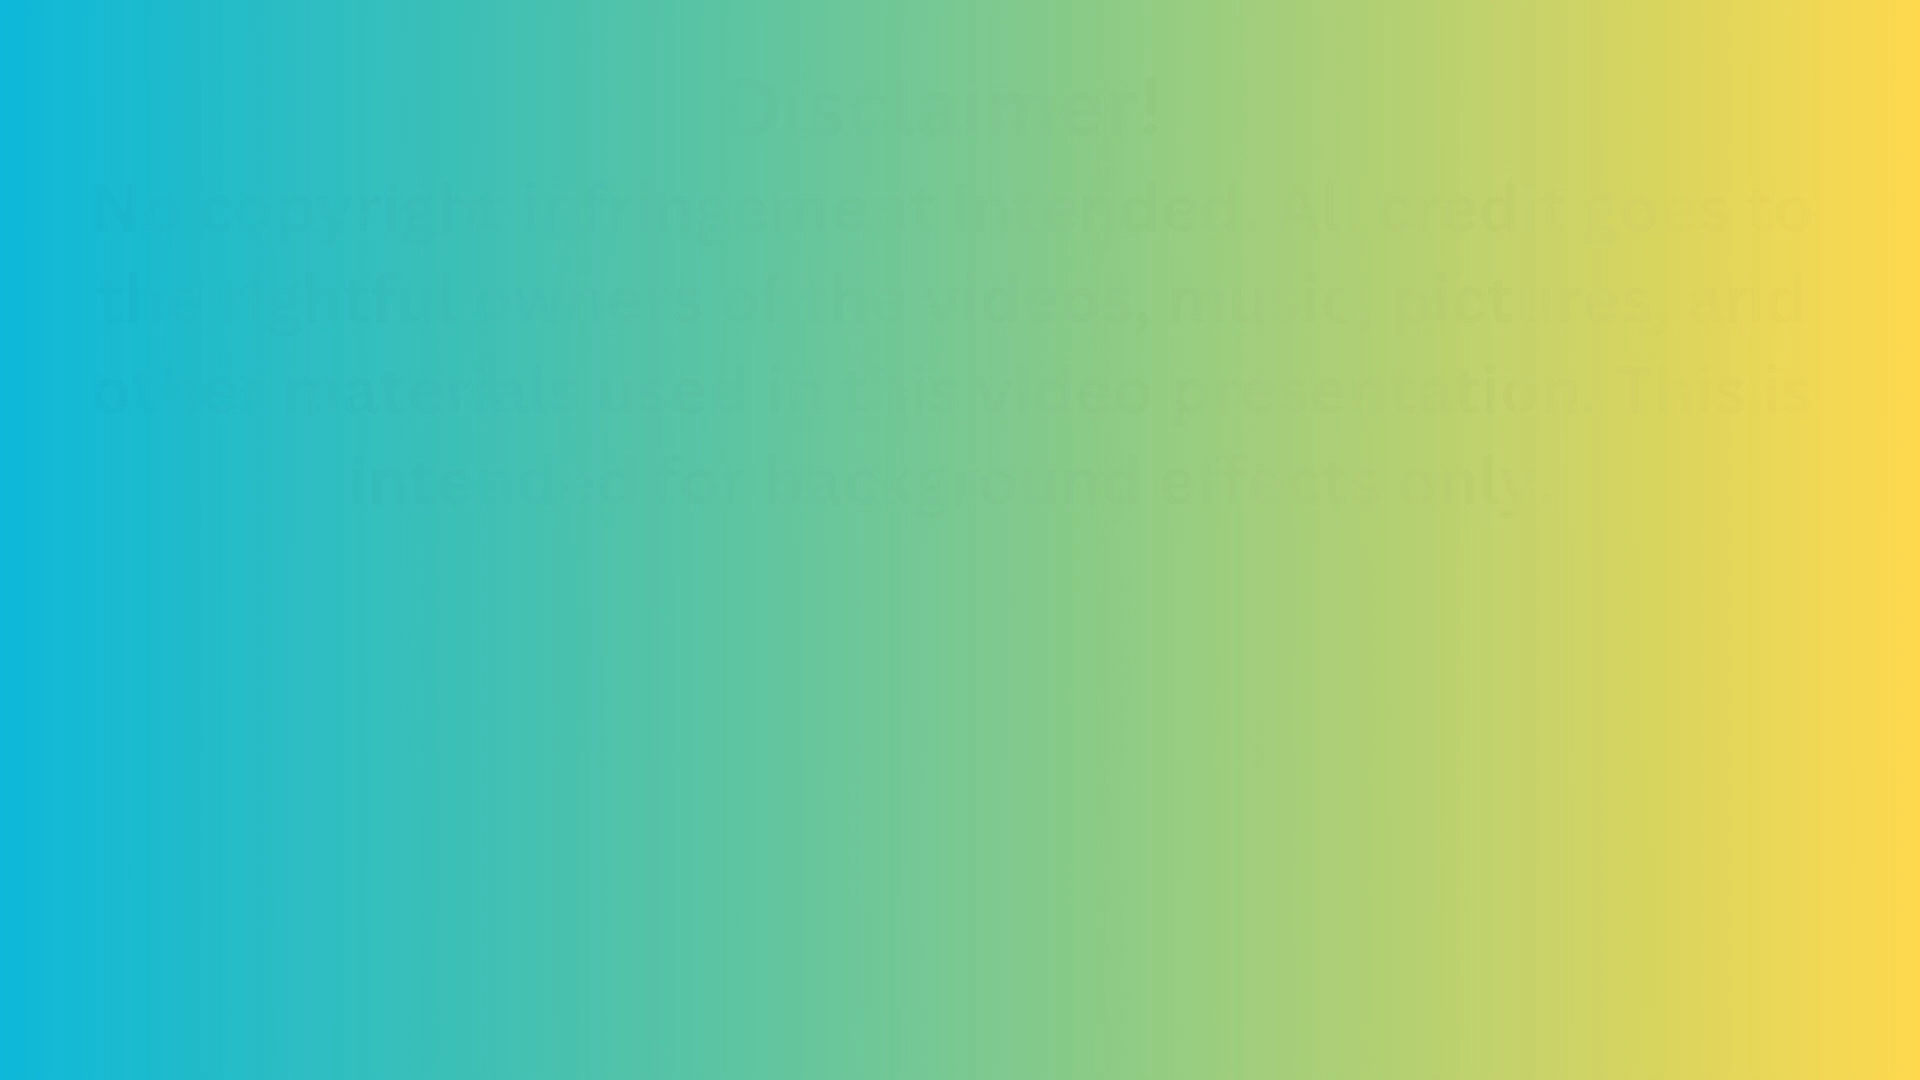 Disclaimer!
No copyright infringement intended. All credit goes to
the rightful owners of the videos, music, pictures, and
other materials used in this video presentation. This is
intended for background effects only.